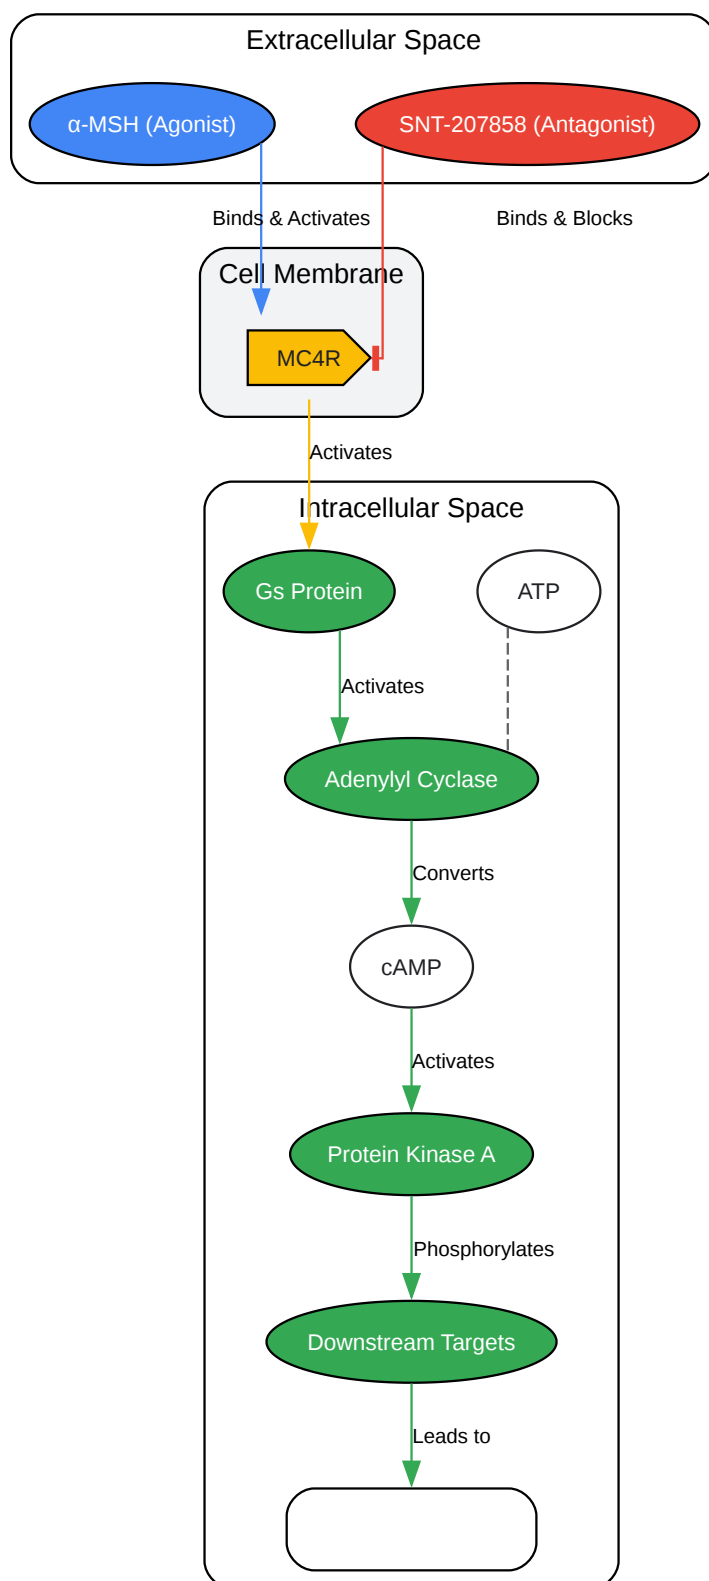 Extracellular Space
α-MSH (Agonist)
SNT-207858 (Antagonist)
Binds & Activates
Binds & Blocks
Cell Membrane
MC4R
Activates
Intracellular Space
Gs Protein
ATP
Activates
Adenylyl Cyclase
Converts
cAMP
Activates
Protein Kinase A
Phosphorylates
Downstream Targets
Leads to